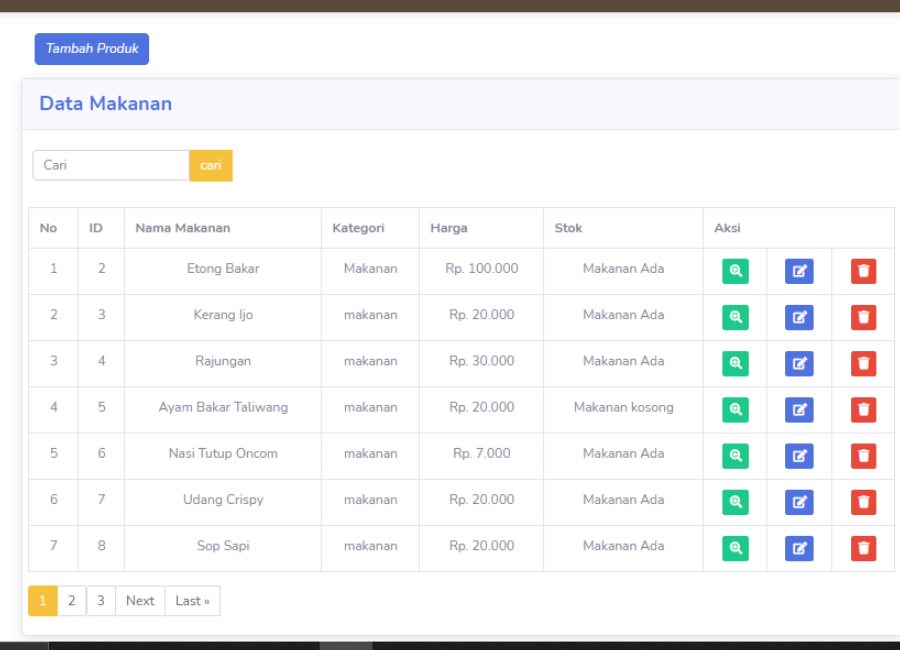 Tambah Produk
Data Makanan
Cari cari
No ID Nama Makanan Kategori Harga Stok Aksi
1 2 Etong Bakar Makanan Rp. 100.000 Makanan Ada
2 3 Kerang Ijo makanan Rp. 20.000 Makanan Ada
3 4 Rajungan makanan Rp. 30.000 Makanan Ada
4 5 Ayam Bakar Taliwang makanan Rp. 20.000 Makanan kosong
5 6 Nasi Tutup Oncom makanan Rp. 7.000 Makanan Ada
6 7 Udang Crispy makanan Rp. 20.000 Makanan Ada
7 8 Sop Sapi makanan Rp. 20.000 Makanan Ada
1 2 3 Next Last »